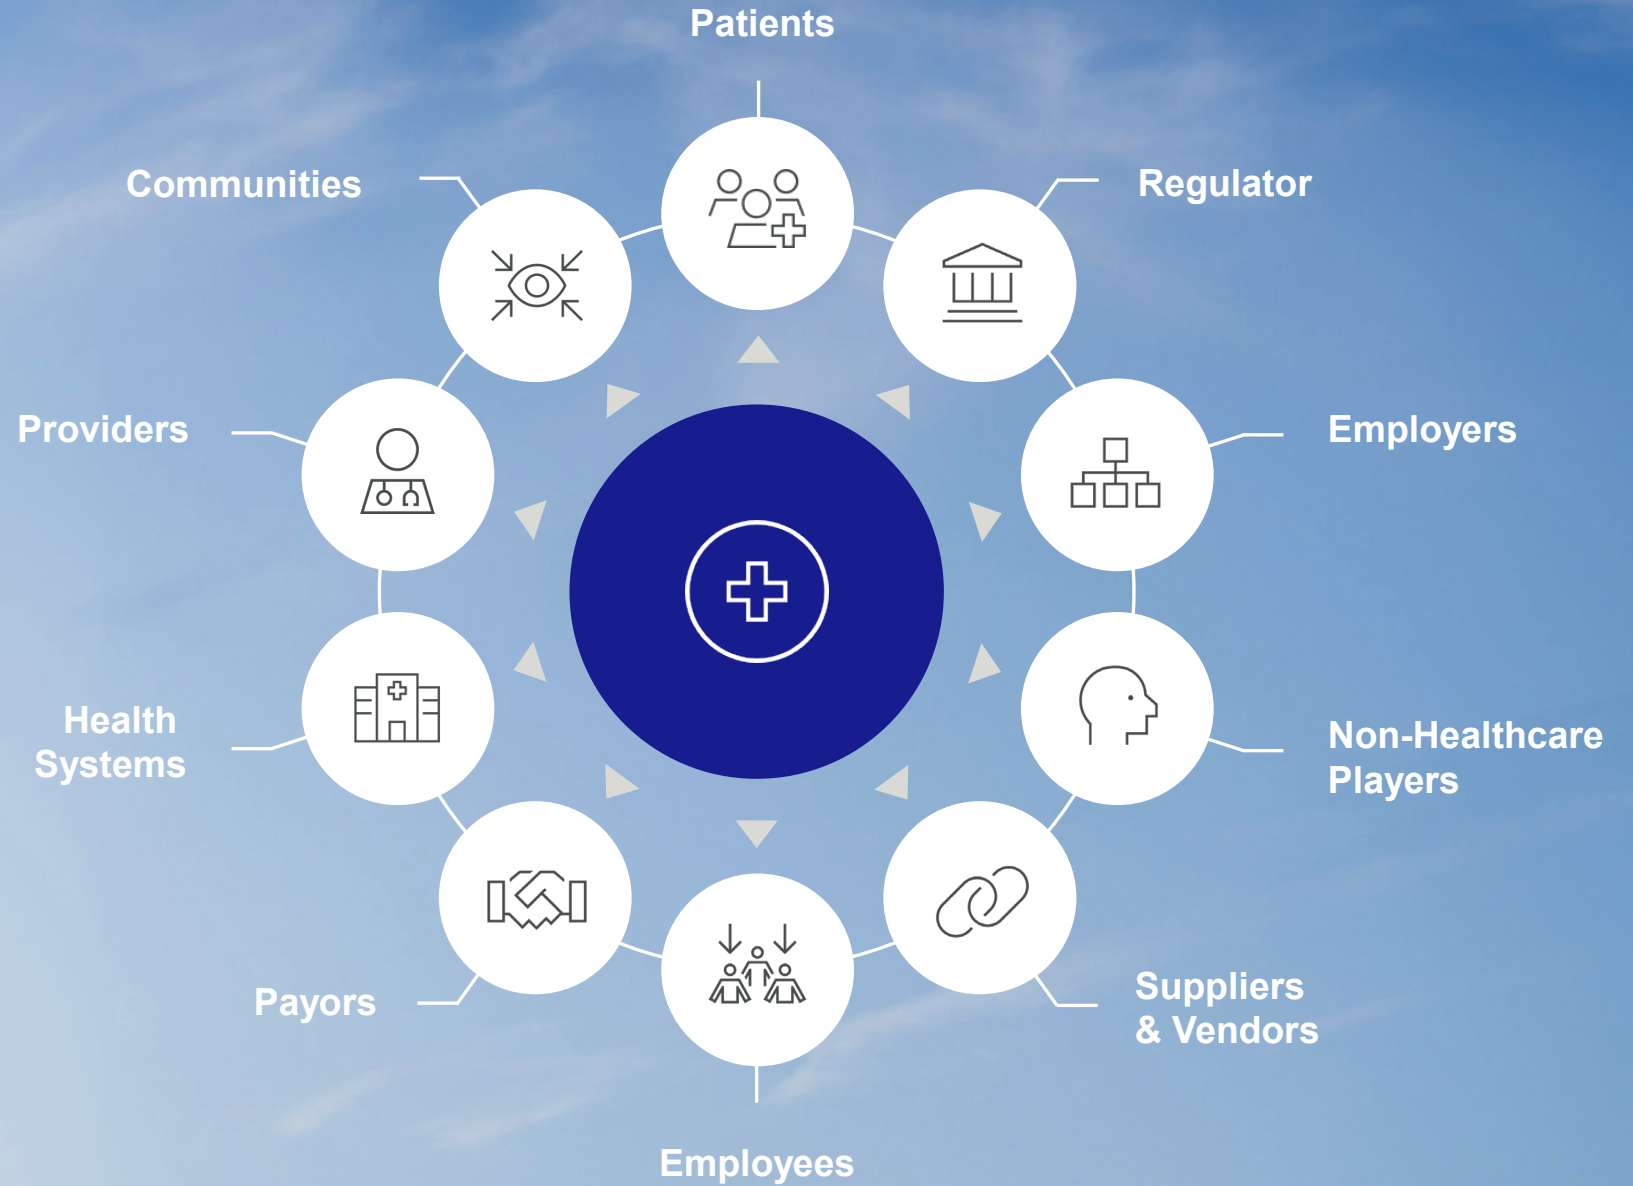 Patients
Communities
Regulator
Providers
Employers
Health
Systems
Non-Healthcare
Players
Payors
Suppliers
& Vendors
Employees